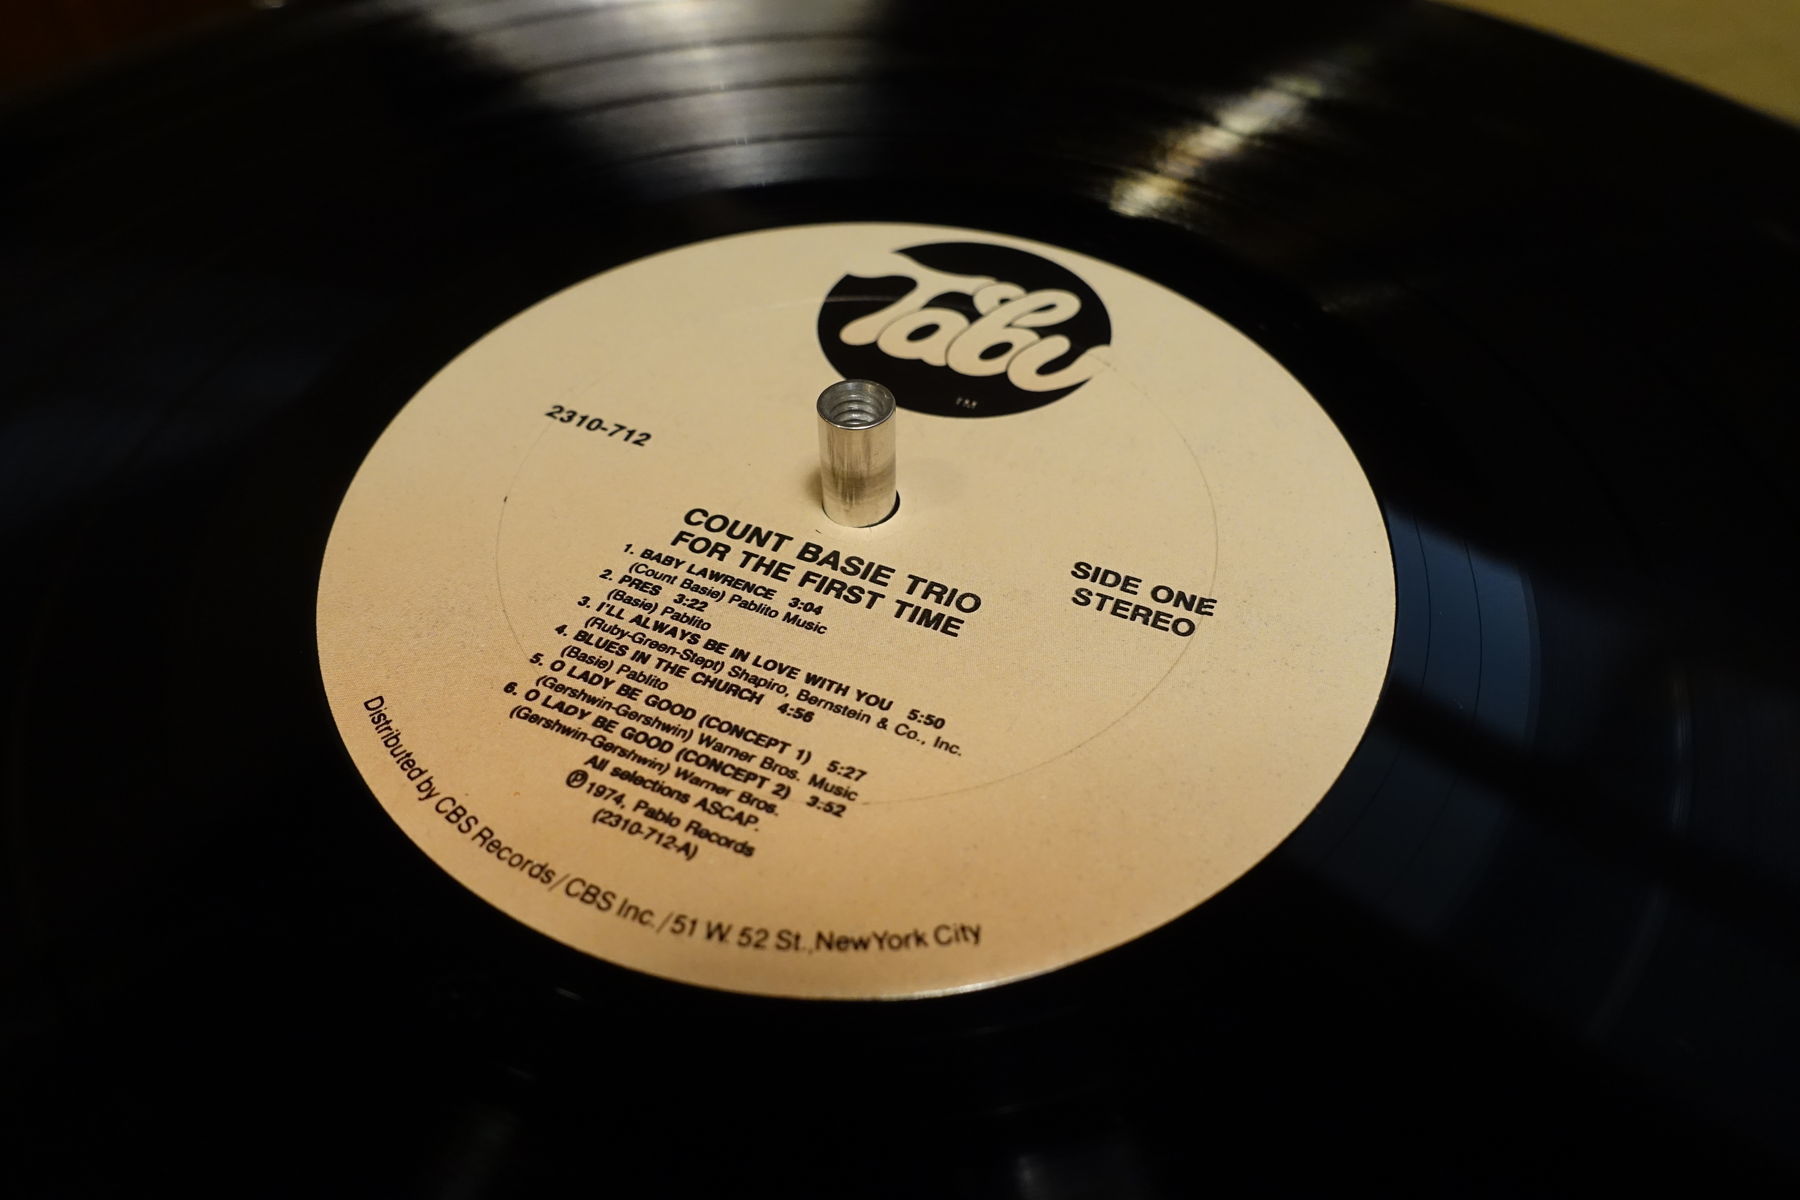 Tabu
TM
2310-712
COUNT BASIE TRIO
FOR THE FIRST TIME
SIDE ONE
STEREO
1. BABY LAWRENCE 3:04
(Count Basie) Pablito Music
2. PRES 3:22
(Basie) Pablito
3. I'LL ALWAYS BE IN LOVE WITH YOU 5:50
(Ruby-Green-Stept) Shapiro, Bernstein & Co., Inc.
4. BLUES IN THE CHURCH 4:56
(Basie) Pablito
5. O LADY BE GOOD (CONCEPT 1) 5:27
(Gershwin-Gershwin) Warner Bros. Music
6. O LADY BE GOOD (CONCEPT 2) 3:52
(Gershwin-Gershwin) Warner Bros.
All selections ASCAP.
℗ 1974, Pablo Records
(2310-712-A)
Distributed by CBS Records/CBS Inc./51 W. 52 St., New York City